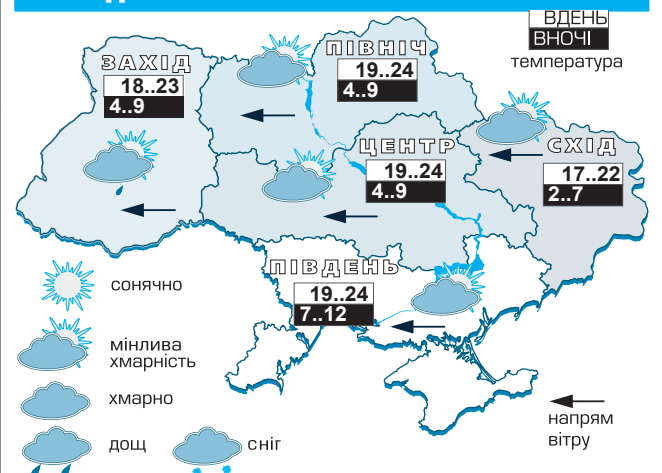 ВДЕНЬ
ВНОЧІ
температура
ЗАХІД
18..23
4..9
ПІВНІЧ
19..24
4..9
ЦЕНТР
19..24
4..9
СХІД
17..22
2..7
ПІВДЕНЬ
19..24
7..12
сонячно
мінлива
хмарність
хмарно
дощ
сніг
напрям
вітру